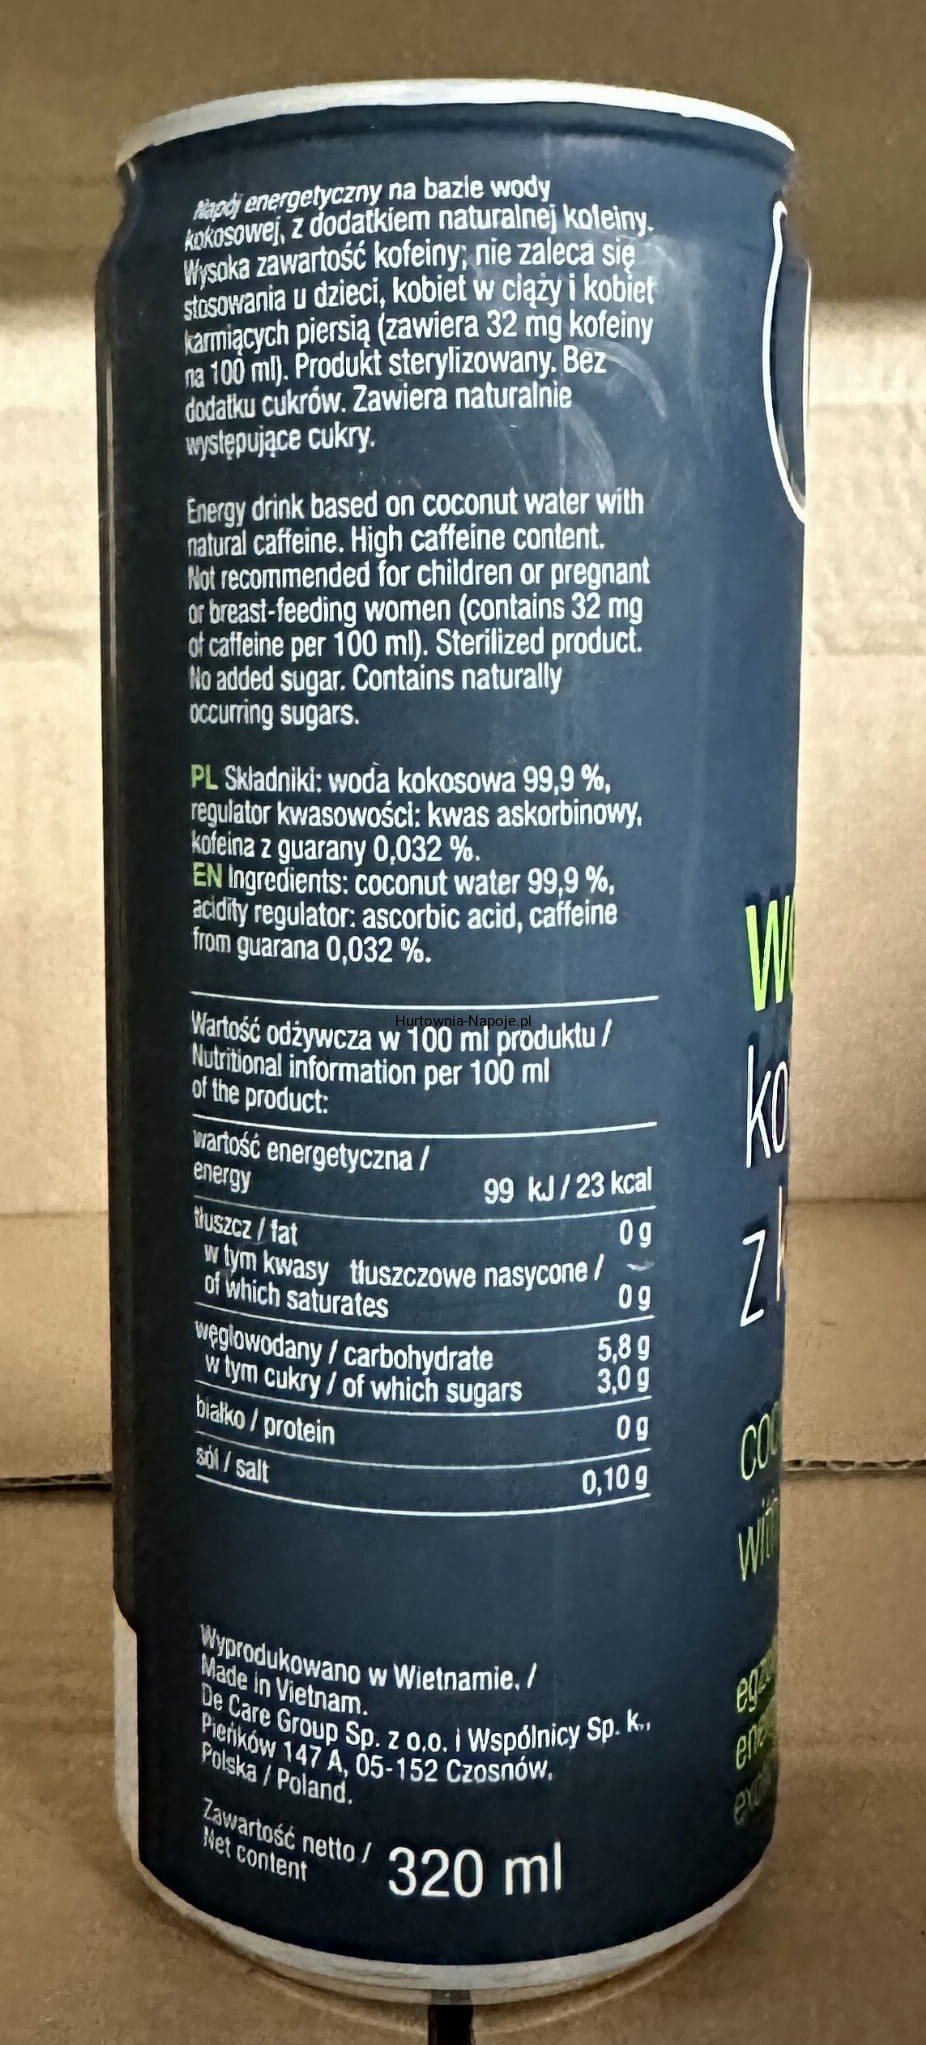 Napój energetyczny na bazie wody
kokosowej, z dodatkiem naturalnej kofeiny.
Wysoka zawartość kofeiny; nie zaleca się
stosowania u dzieci, kobiet w ciąży i kobiet
karmiących piersią (zawiera 32 mg kofeiny
na 100 ml). Produkt sterylizowany. Bez
dodatku cukrów. Zawiera naturalnie
występujące cukry.
Energy drink based on coconut water with
natural caffeine. High caffeine content.
Not recommended for children or pregnant
or breast-feeding women (contains 32 mg
of caffeine per 100 ml). Sterilized product.
No added sugar. Contains naturally
occurring sugars.
PL Składniki: woda kokosowa 99,9 %,
regulator kwasowości: kwas askorbinowy,
kofeina z guarany 0,032 %.
EN Ingredients: coconut water 99,9 %,
acidity regulator: ascorbic acid, caffeine
from guarana 0,032 %.
Hurtownia-Napoje.pl
Wartość odżywcza w 100 ml produktu /
Nutritional information per 100 ml
of the product:
wartość energetyczna /
energy 99 kJ / 23 kcal
tłuszcz / fat 0 g
w tym kwasy tłuszczowe nasycone /
of which saturates 0 g
węglowodany / carbohydrate 5,8 g
w tym cukry / of which sugars 3,0 g
białko / protein 0 g
sól / salt 0,10 g
Wyprodukowano w Wietnamie. /
Made in Vietnam.
De Care Group Sp. z o.o. i Wspólnicy Sp. k.,
Pieńków 147 A, 05-152 Czosnów,
Polska / Poland.
Zawartość netto /
Net content 320 ml
ko
z k